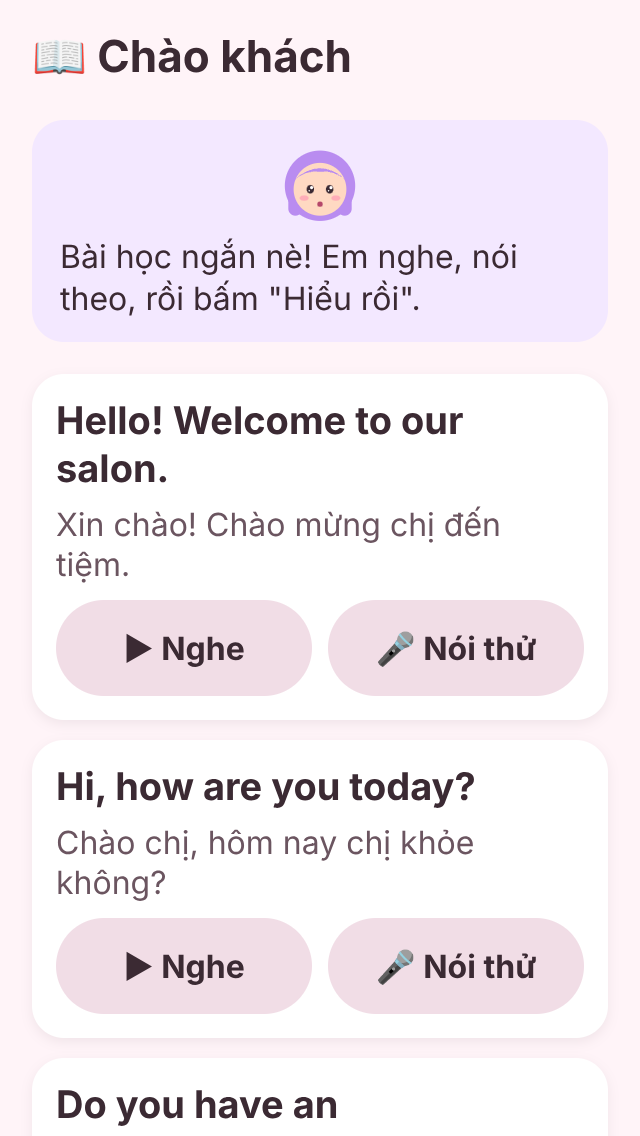 📖 Chào khách
Bài học ngắn nè! Em nghe, nói
theo, rồi bấm "Hiểu rồi".
Hello! Welcome to our
salon.
Xin chào! Chào mừng chị đến
tiệm.
▶ Nghe
🎤 Nói thử
Hi, how are you today?
Chào chị, hôm nay chị khỏe
không?
▶ Nghe
🎤 Nói thử
Do you have an